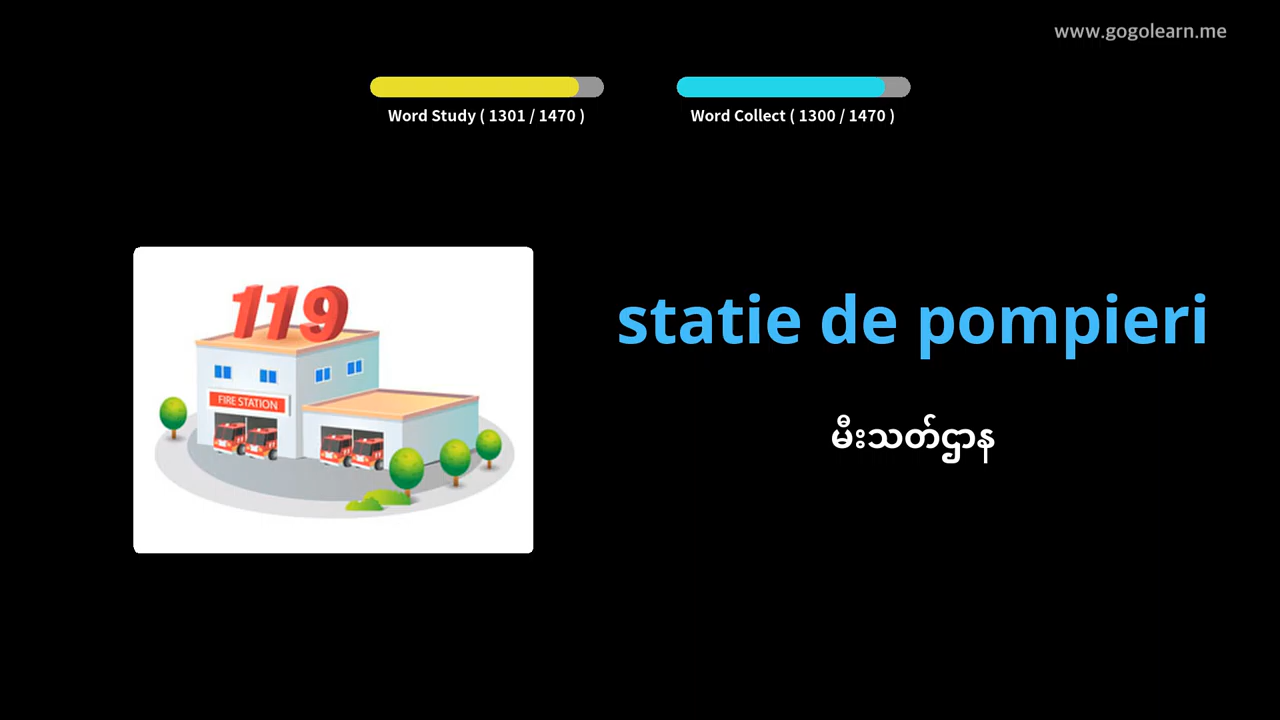 www.gogolearn.me
Word Study ( 1301 / 1470 )
Word Collect ( 1300 / 1470 )
119
FIRE STATION
statie de pompieri
မီးသတ်ဌာန